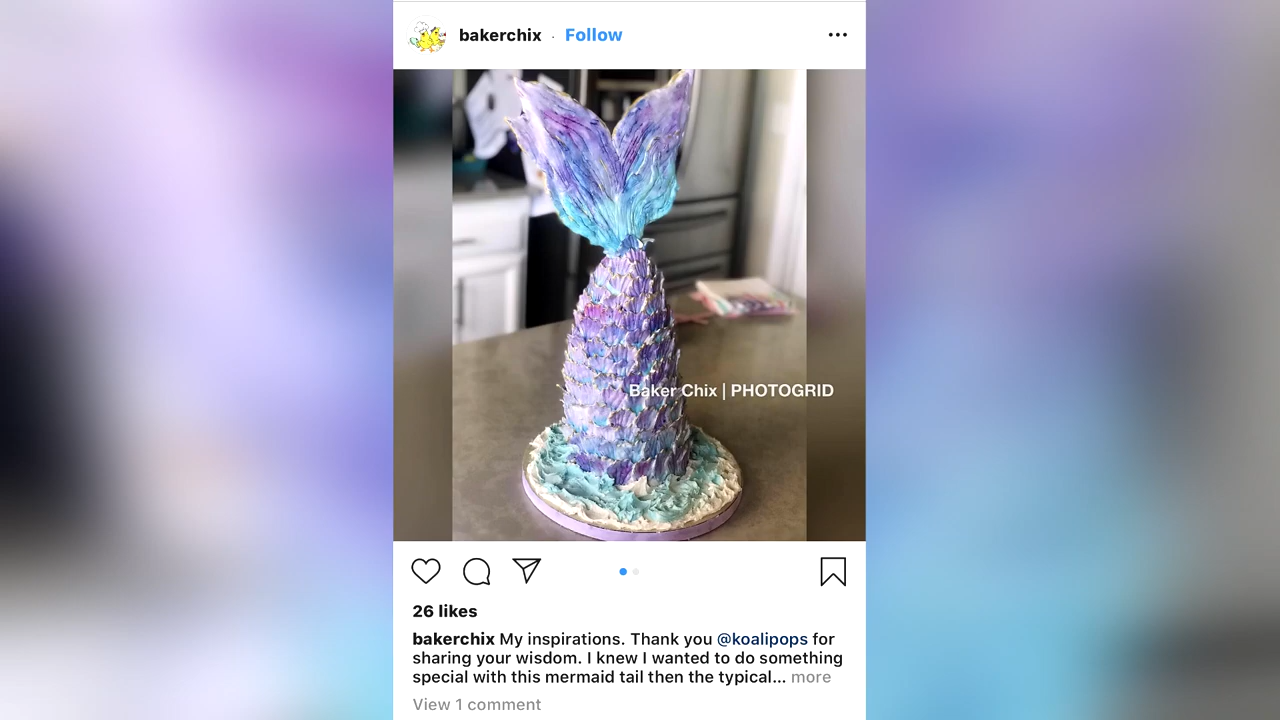 bakerchix · Follow
Baker Chix | PHOTOGRID
26 likes
bakerchix My inspirations. Thank you @koalipops for
sharing your wisdom. I knew I wanted to do something
special with this mermaid tail then the typical... more
View 1 comment